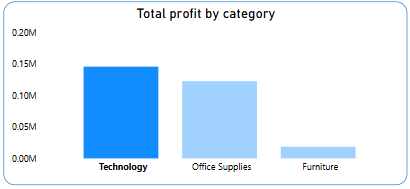 Total profit by category
0.20M
0.15M
0.10M
0.05M
0.00M
Technology Office Supplies Furniture